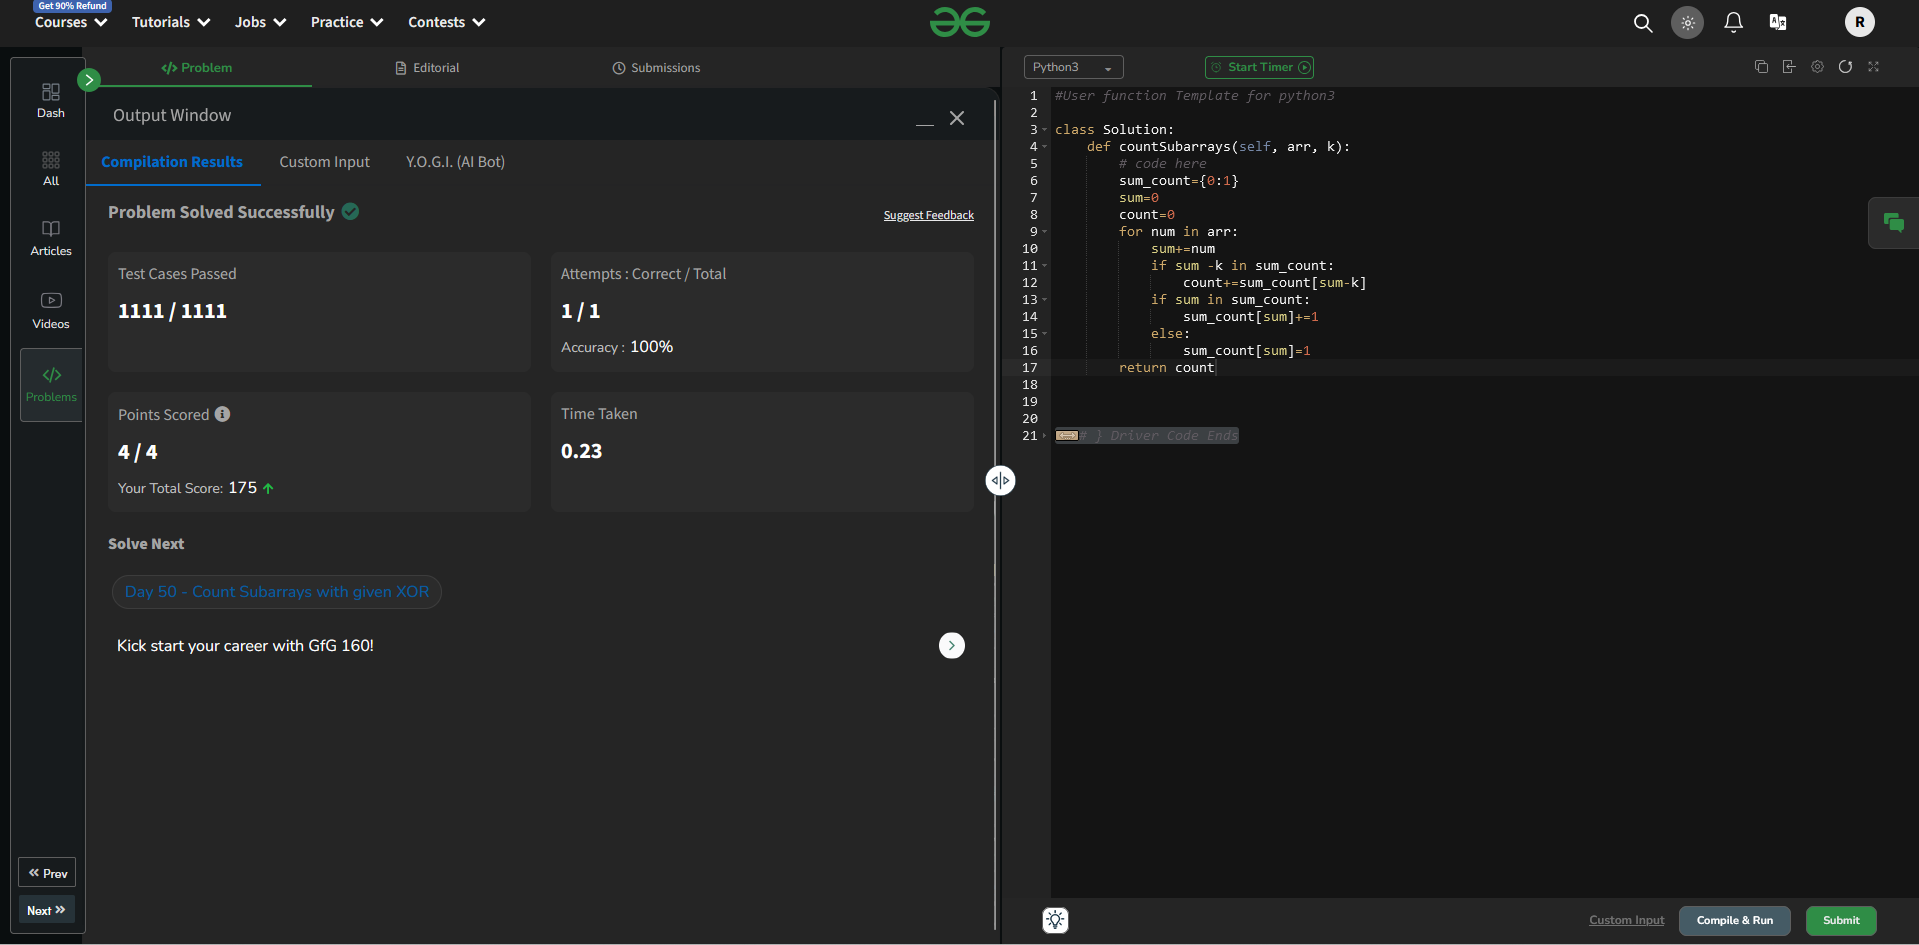 Get 90% Refund
Courses
Tutorials
Jobs
Practice
Contests
R
Dash
All
Articles
Videos
Problems
<< Prev
Next >>
</> Problem
Editorial
Submissions
Output Window
Compilation Results
Custom Input
Y.O.G.I. (AI Bot)
Problem Solved Successfully
Suggest Feedback
Test Cases Passed
1111 / 1111
Attempts : Correct / Total
1 / 1
Accuracy : 100%
Points Scored
4 / 4
Your Total Score: 175
Time Taken
0.23
Solve Next
Day 50 - Count Subarrays with given XOR
Kick start your career with GfG 160!
Python3
Start Timer
1 #User function Template for python3
2
3 class Solution:
4     def countSubarrays(self, arr, k):
5         # code here
6         sum_count={0:1}
7         sum=0
8         count=0
9         for num in arr:
10             sum+=num
11             if sum -k in sum_count:
12                 count+=sum_count[sum-k]
13             if sum in sum_count:
14                 sum_count[sum]+=1
15             else:
16                 sum_count[sum]=1
17         return count
18
19
20
21 # } Driver Code Ends
Custom Input
Compile & Run
Submit